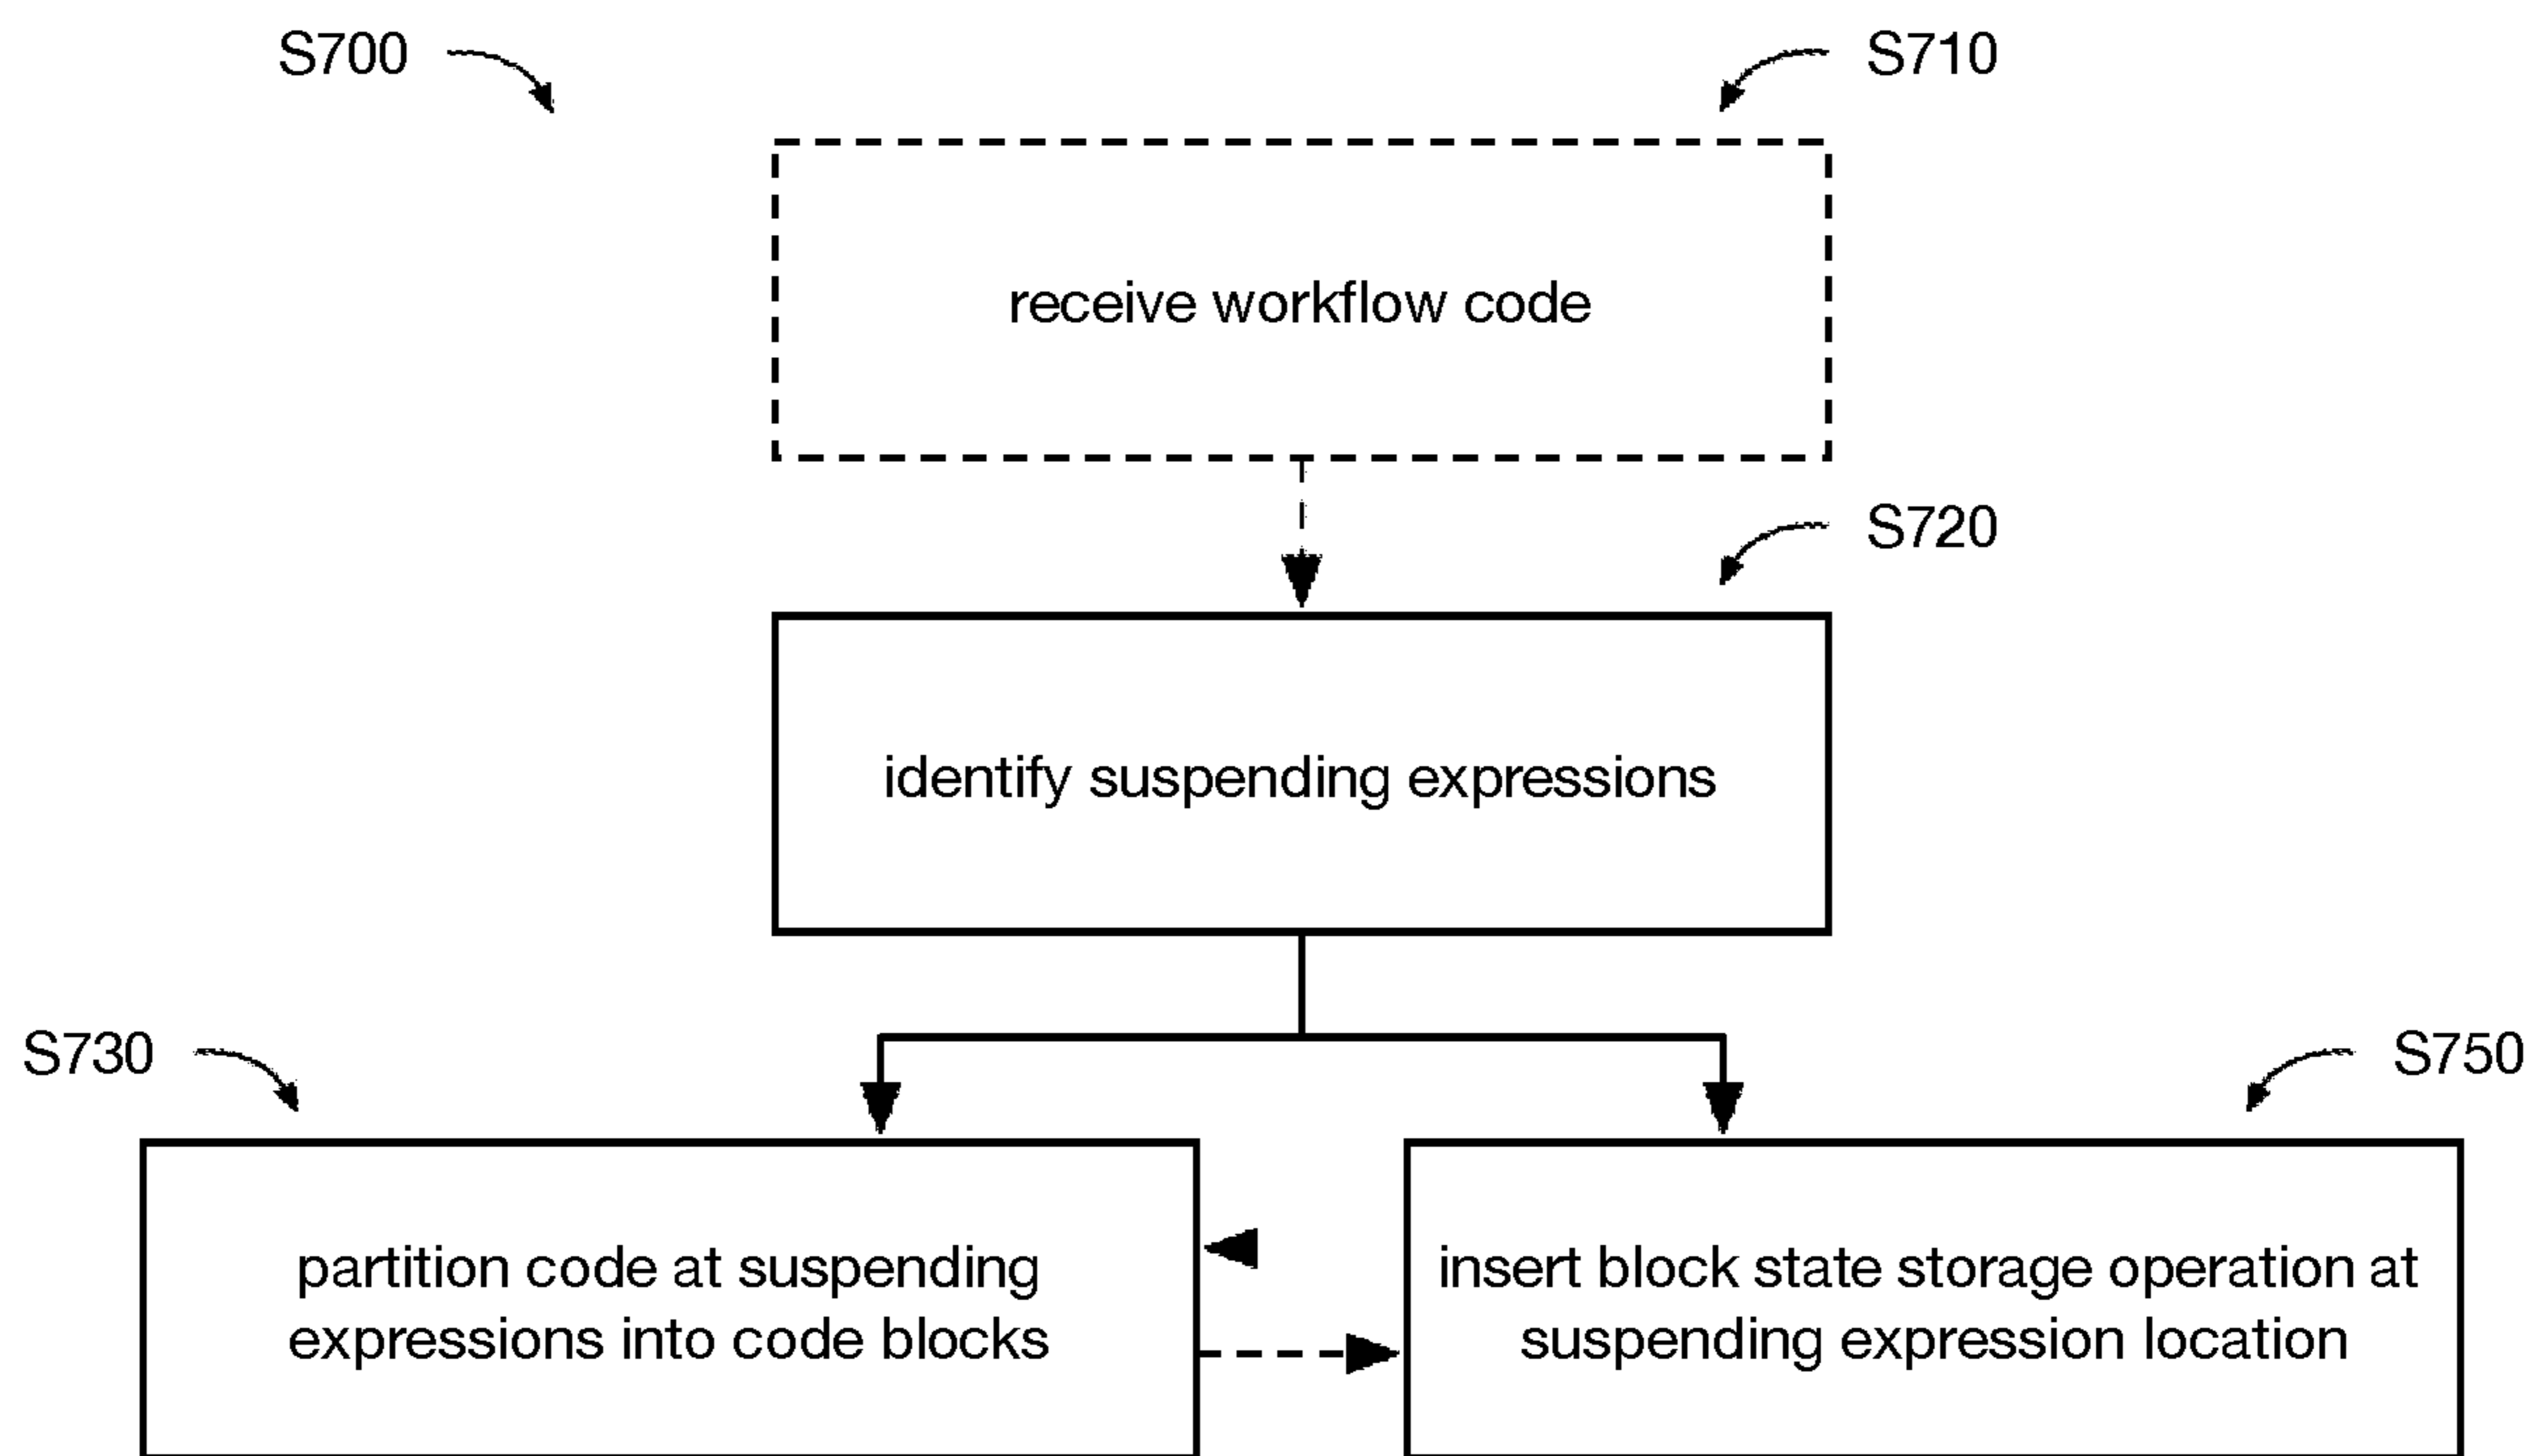 S700
S710
receive workflow code
S720
identify suspending expressions
S730
S750
partition code at suspending
expressions into code blocks
insert block state storage operation at
suspending expression location